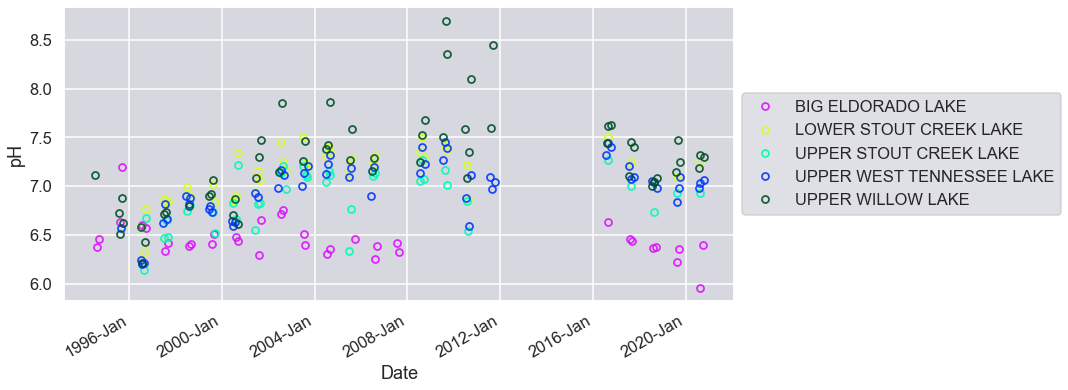 8.5
8.0
7.5
7.0
6.5
6.0
pH
1996-Jan
2000-Jan
2004-Jan
2008-Jan
2012-Jan
2016-Jan
2020-Jan
Date
BIG ELDORADO LAKE
LOWER STOUT CREEK LAKE
UPPER STOUT CREEK LAKE
UPPER WEST TENNESSEE LAKE
UPPER WILLOW LAKE